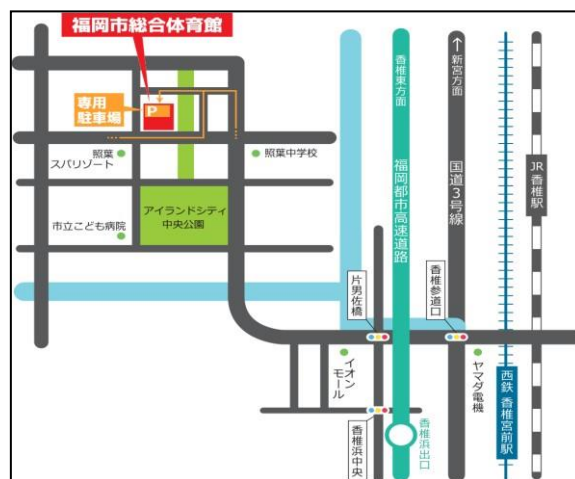 福岡市総合体育館
専用
駐車場
P
照葉
スパリゾート
照葉中学校
市立こども病院
アイランドシティ
中央公園
香椎東方面
福岡都市高速道路
↑新宮方面
国道3号線
JR
香椎駅
片男佐橋
香椎参道口
イオン
モール
ヤマダ電機
香椎浜中央
香椎浜出口
西鉄 香椎宮前駅